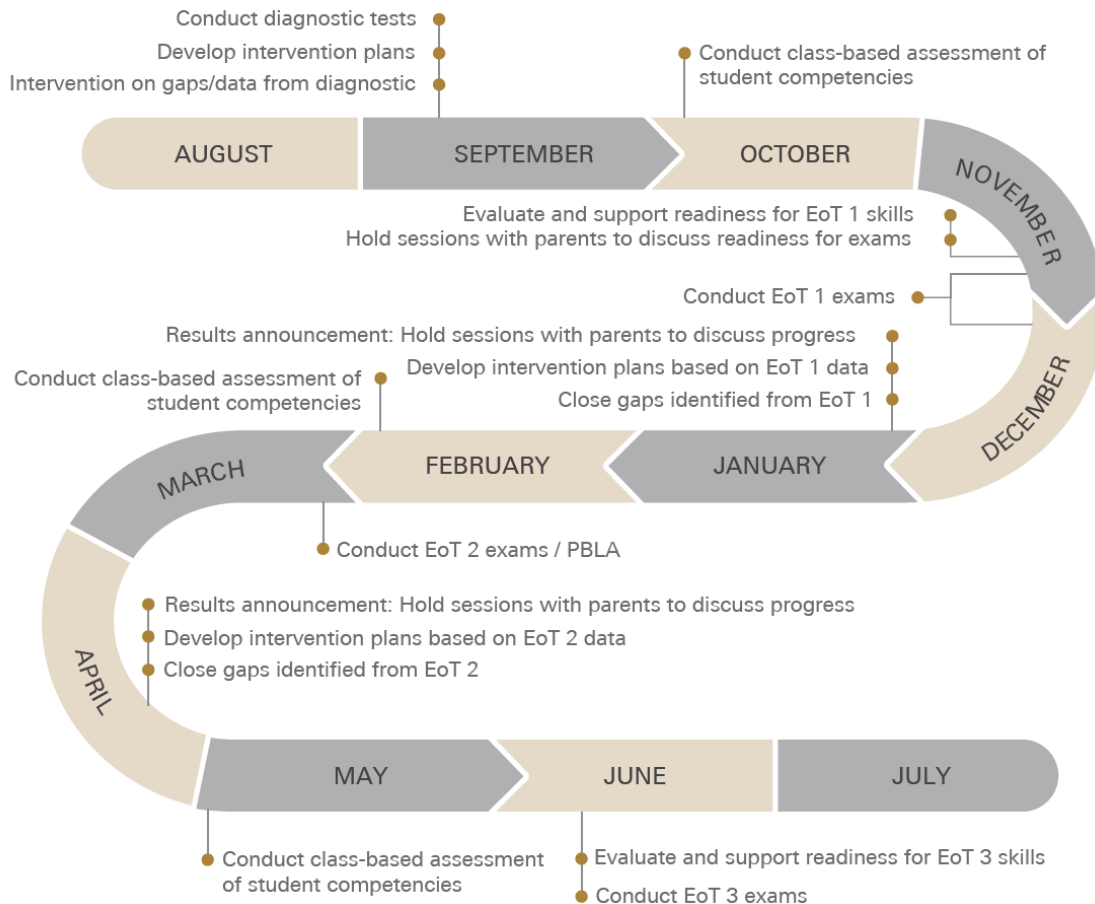 Conduct diagnostic tests
Develop intervention plans
Intervention on gaps/data from diagnostic
Conduct class-based assessment of
student competencies
AUGUST
SEPTEMBER
OCTOBER
NOVEMBER
Evaluate and support readiness for EoT 1 skills
Hold sessions with parents to discuss readiness for exams
Conduct EoT 1 exams
DECEMBER
Results announcement: Hold sessions with parents to discuss progress
Develop intervention plans based on EoT 1 data
Close gaps identified from EoT 1
JANUARY
Conduct class-based assessment of
student competencies
FEBRUARY
MARCH
Conduct EoT 2 exams / PBLA
Results announcement: Hold sessions with parents to discuss progress
Develop intervention plans based on EoT 2 data
Close gaps identified from EoT 2
APRIL
MAY
JUNE
JULY
Conduct class-based assessment
of student competencies
Evaluate and support readiness for EoT 3 skills
Conduct EoT 3 exams